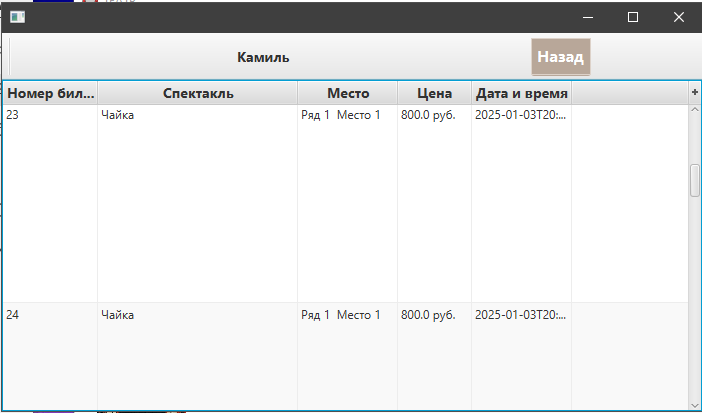 Камиль Назад
Номер бил... Спектакль Место Цена Дата и время +
23 Чайка Ряд 1 Место 1 800.0 руб. 2025-01-03T20:...
24 Чайка Ряд 1 Место 1 800.0 руб. 2025-01-03T20:...